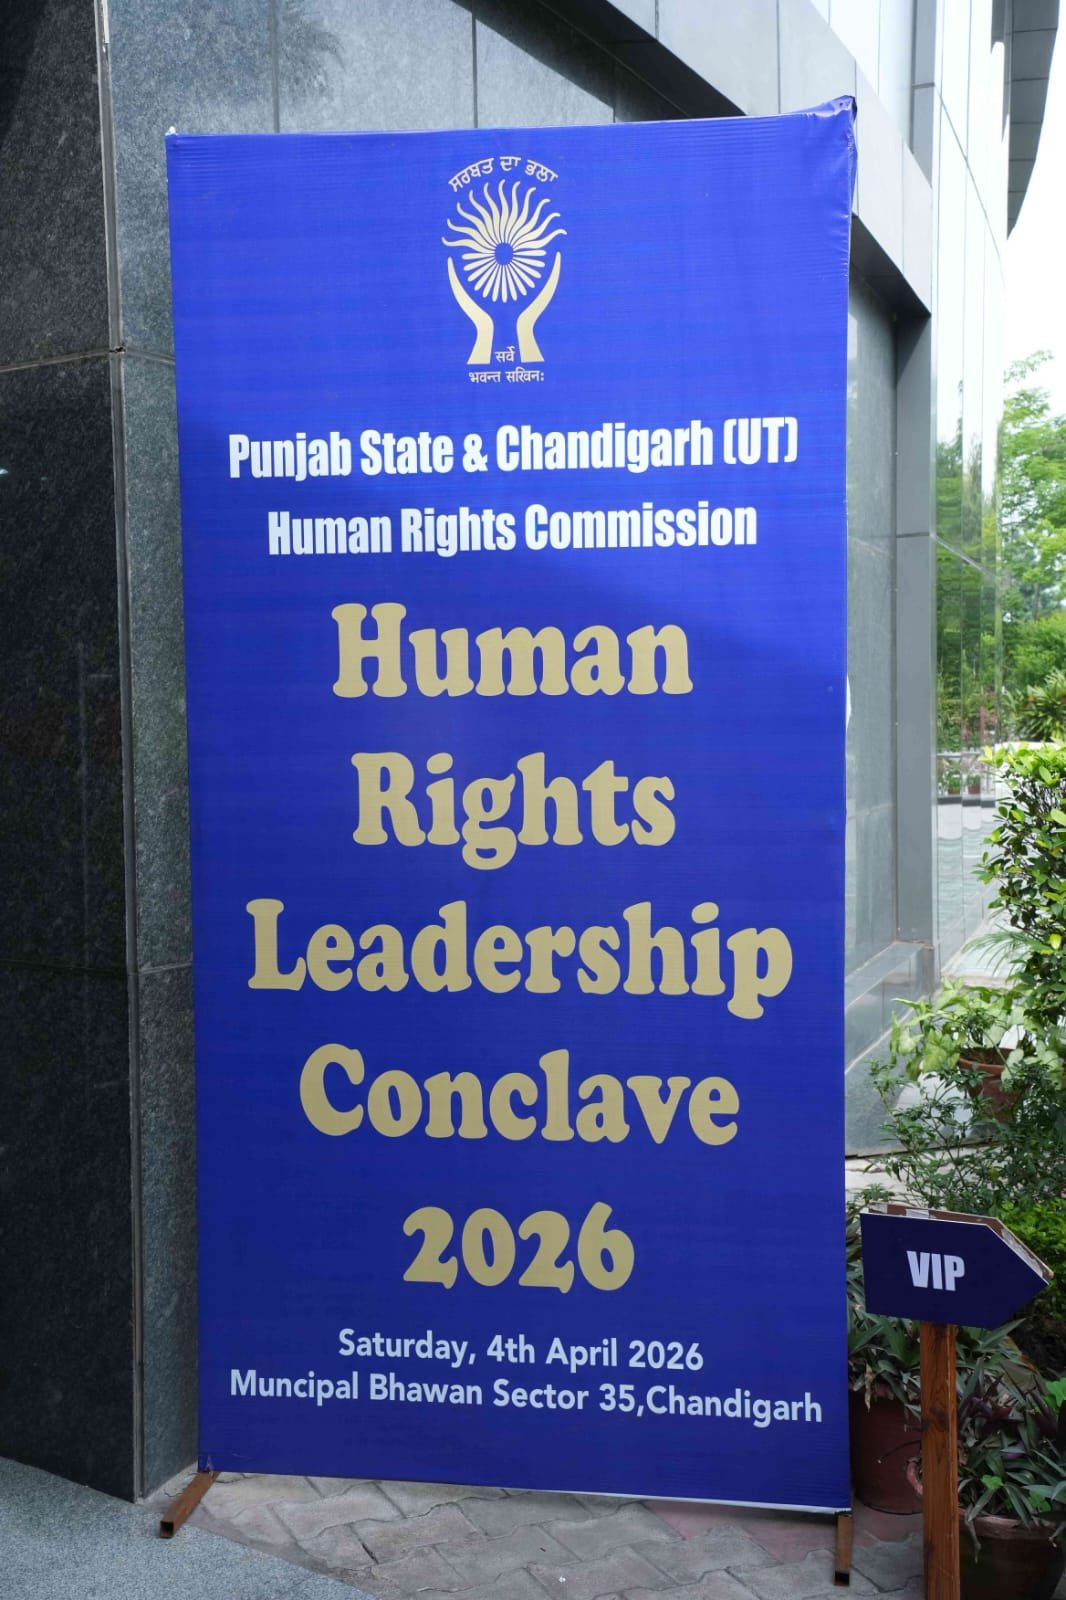 ਸਰਬਤ ਦਾ ਭਲਾ
सर्वे
भवन्त सखिन:
Punjab State & Chandigarh (UT)
Human Rights Commission
Human
Rights
Leadership
Conclave
2026
Saturday, 4th April 2026
Muncipal Bhawan Sector 35,Chandigarh
VIP